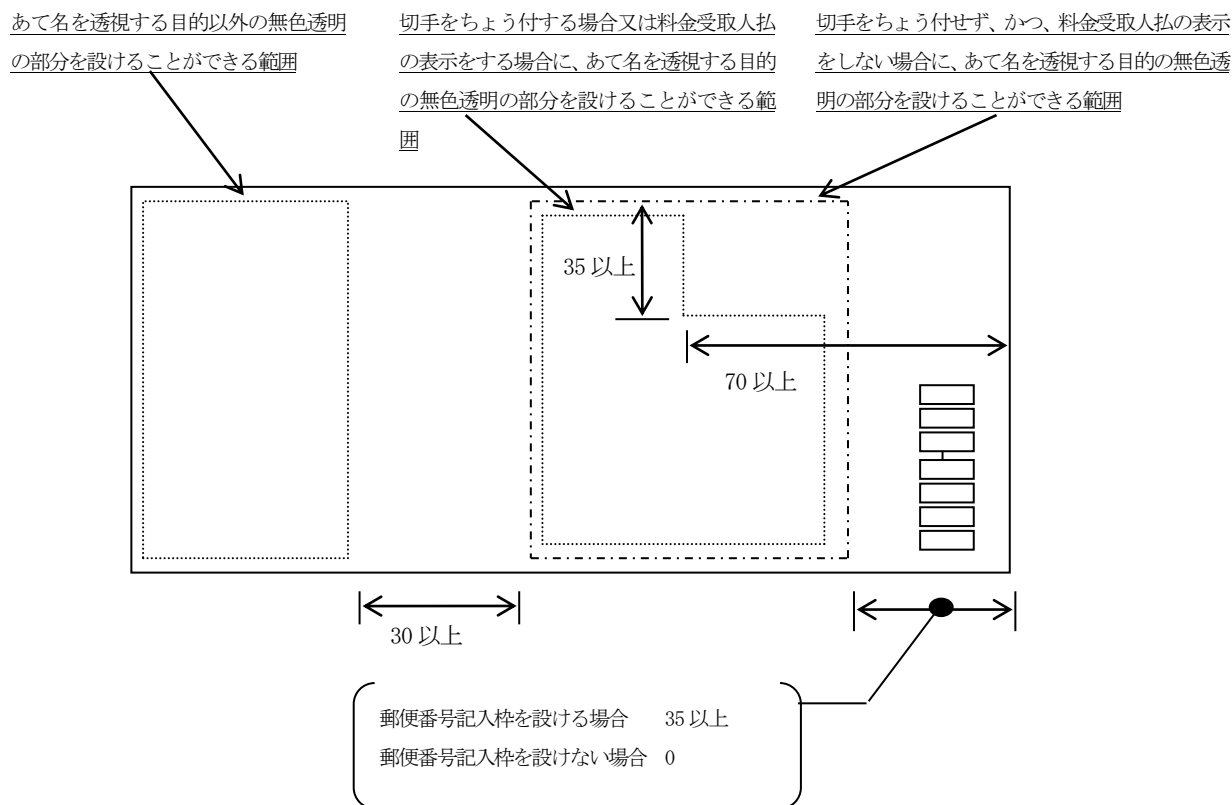 あて名を透視する目的以外の無色透明
の部分を設けることができる範囲
切手をちょう付する場合又は料金受取人払
の表示をする場合に、あて名を透視する目的
の無色透明の部分を設けることができる範
囲
切手をちょう付せず、かつ、料金受取人払の表示
をしない場合に、あて名を透視する目的の無色透
明の部分を設けることができる範囲
35以上
70以上
30以上
郵便番号記入枠を設ける場合　35以上
郵便番号記入枠を設けない場合　0